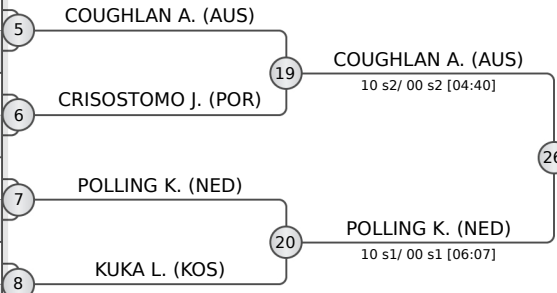 COUGHLAN A. (AUS)
5
COUGHLAN A. (AUS)
19
10 s2/ 00 s2 [04:40]
CRISOSTOMO J. (POR)
6
26
POLLING K. (NED)
7
POLLING K. (NED)
20
10 s1/ 00 s1 [06:07]
KUKA L. (KOS)
8